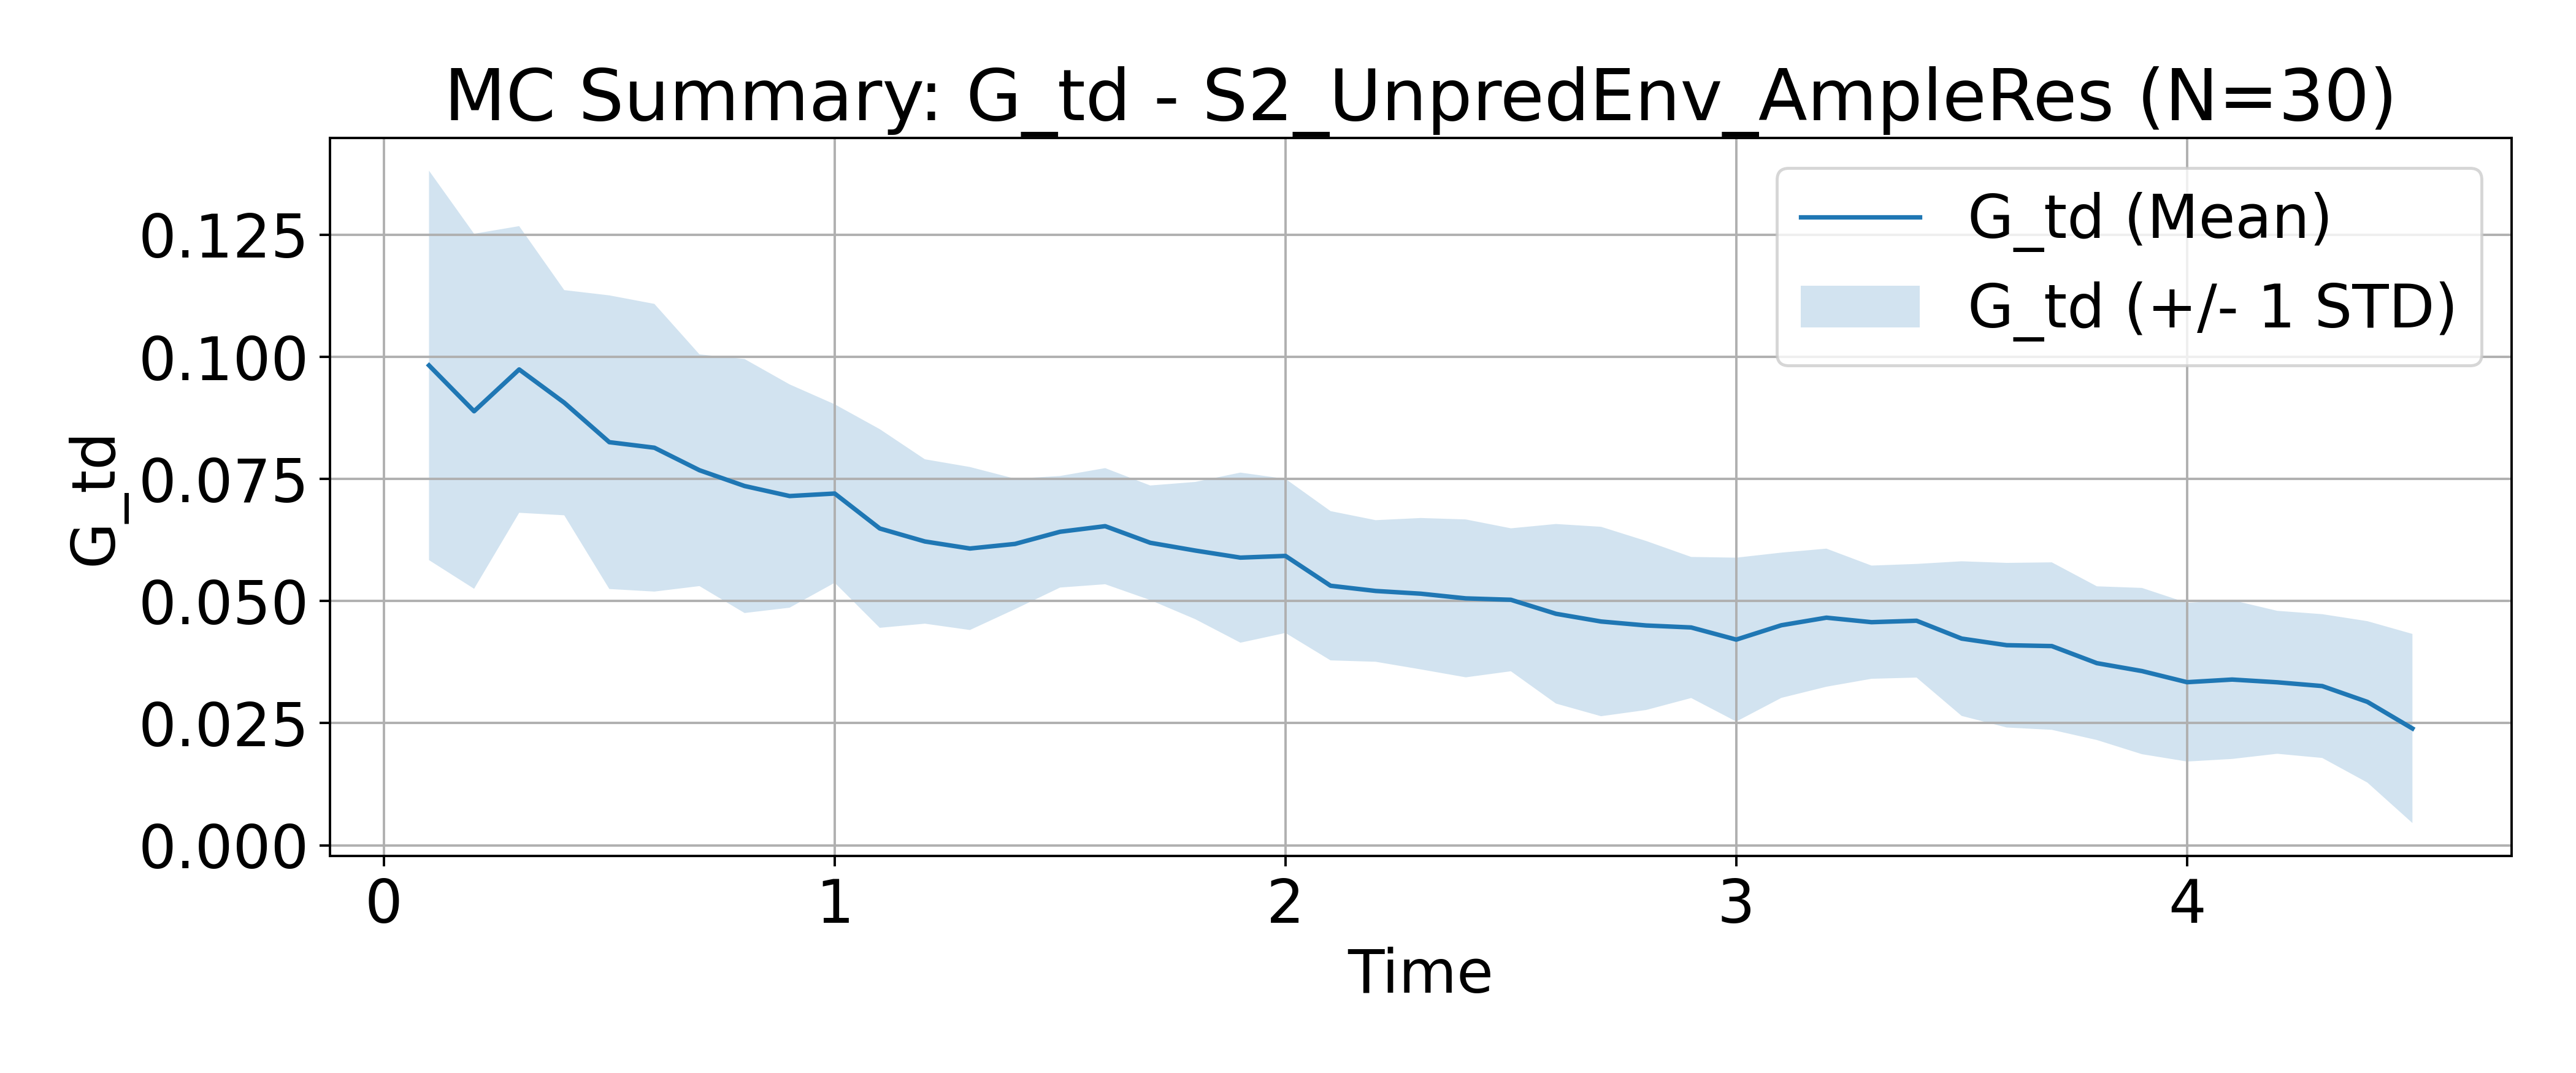 MC Summary: G_td - S2_UnpredEnv_AmpleRes (N=30)
G_td (Mean)
G_td (+/- 1 STD)
G_td
0.125
0.100
0.075
0.050
0.025
0.000
0 1 2 3 4
Time